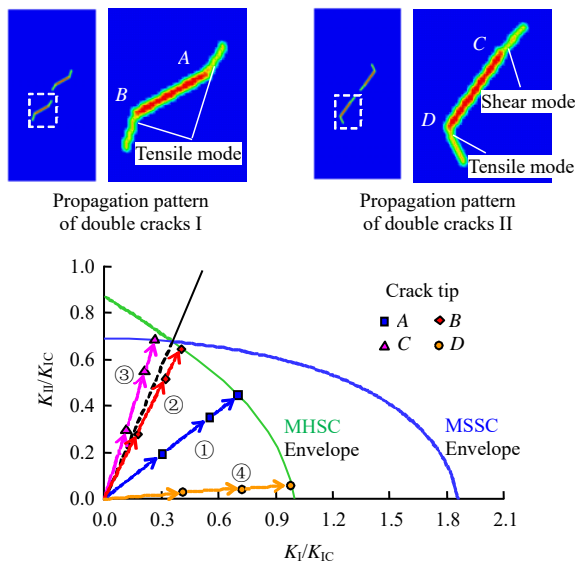 A
B
Tensile mode
C
Shear mode
D
Tensile mode
Propagation pattern
of double cracks I
Propagation pattern
of double cracks II
K_II/K_IC
1.0
0.8
0.6
0.4
0.2
0.0
Crack tip
A B
C D
③
②
①
④
MHSC
Envelope
MSSC
Envelope
0.0 0.3 0.6 0.9 1.2 1.5 1.8 2.1
K_I/K_IC